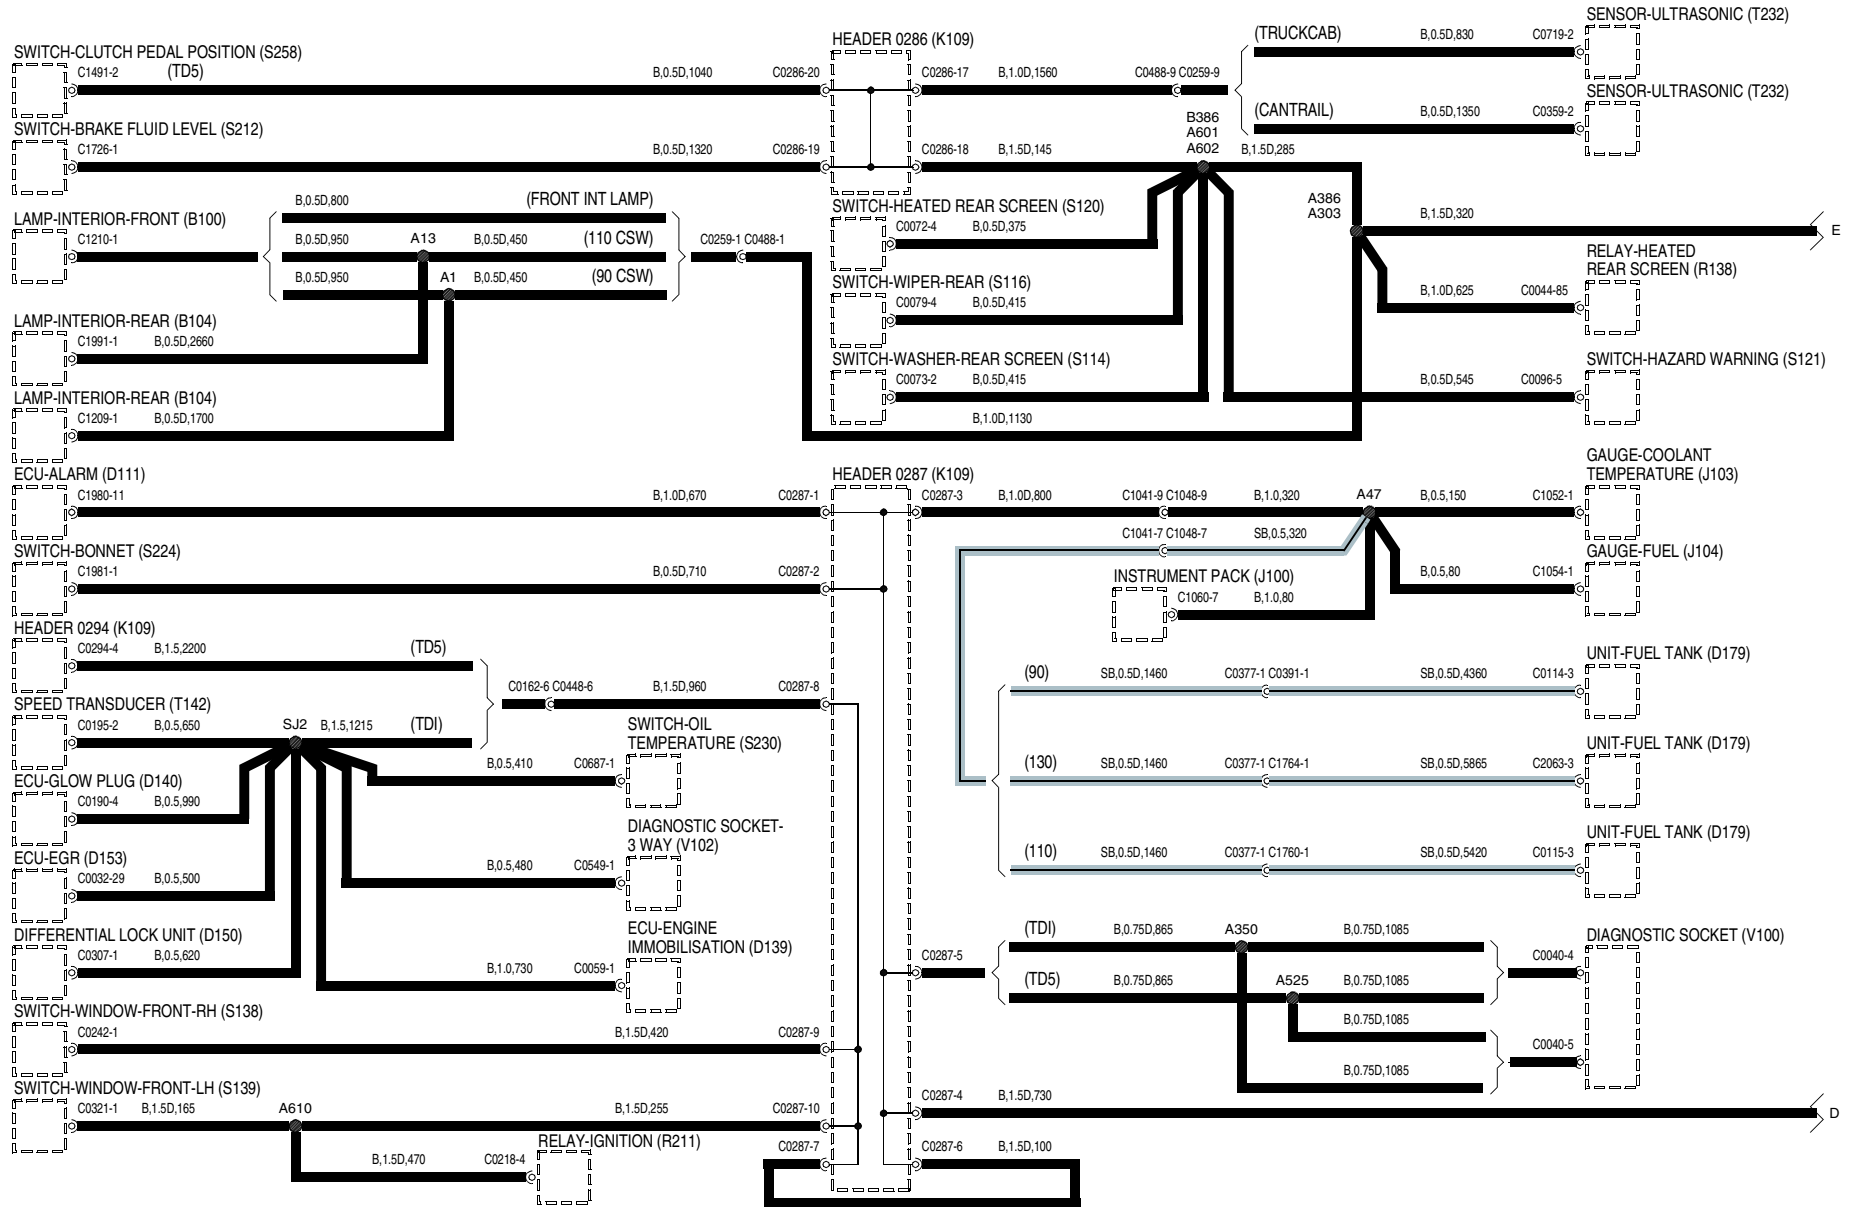 SWITCH-CLUTCH PEDAL POSITION (S258)
(TD5)
C1491-2
B,0.5D,1040
C0286-20
HEADER 0286 (K109)
C0286-17
B,1.0D,1560
C0488-9 C0259-9
(TRUCKCAB)
B,0.5D,830
C0719-2
SENSOR-ULTRASONIC (T232)
(CANTRAIL)
B,0.5D,1350
C0359-2
SENSOR-ULTRASONIC (T232)
SWITCH-BRAKE FLUID LEVEL (S212)
C1726-1
B,0.5D,1320
C0286-19
C0286-18
B,1.5D,145
B386
A601
A602
B,1.5D,285
A386
A303
B,1.5D,320
E
LAMP-INTERIOR-FRONT (B100)
C1210-1
B,0.5D,800
(FRONT INT LAMP)
B,0.5D,950
A13
B,0.5D,450
(110 CSW)
B,0.5D,950
A1
B,0.5D,450
(90 CSW)
C0259-1 C0488-1
SWITCH-HEATED REAR SCREEN (S120)
C0072-4
B,0.5D,375
SWITCH-WIPER-REAR (S116)
C0079-4
B,0.5D,415
SWITCH-WASHER-REAR SCREEN (S114)
C0073-2
B,0.5D,415
B,1.0D,1130
RELAY-HEATED
REAR SCREEN (R138)
B,1.0D,625
C0044-85
SWITCH-HAZARD WARNING (S121)
B,0.5D,545
C0096-5
LAMP-INTERIOR-REAR (B104)
C1991-1
B,0.5D,2660
LAMP-INTERIOR-REAR (B104)
C1209-1
B,0.5D,1700
ECU-ALARM (D111)
C1980-11
B,1.0D,670
C0287-1
HEADER 0287 (K109)
C0287-3
B,1.0D,800
C1041-9 C1048-9
B,1.0,320
A47
B,0.5,150
C1052-1
GAUGE-COOLANT
TEMPERATURE (J103)
C1041-7 C1048-7
SB,0.5,320
GAUGE-FUEL (J104)
B,0.5,80
C1054-1
INSTRUMENT PACK (J100)
C1060-7
B,1.0,80
SWITCH-BONNET (S224)
C1981-1
B,0.5D,710
C0287-2
HEADER 0294 (K109)
C0294-4
B,1.5,2200
(TD5)
C0162-6 C0448-6
B,1.5D,960
C0287-8
SPEED TRANSDUCER (T142)
C0195-2
B,0.5,650
SJ2
B,1.5,1215
(TDI)
SWITCH-OIL
TEMPERATURE (S230)
B,0.5,410
C0687-1
ECU-GLOW PLUG (D140)
C0190-4
B,0.5,990
DIAGNOSTIC SOCKET-
3 WAY (V102)
B,0.5,480
C0549-1
ECU-EGR (D153)
C0032-29
B,0.5,500
ECU-ENGINE
IMMOBILISATION (D139)
B,1.0,730
C0059-1
DIFFERENTIAL LOCK UNIT (D150)
C0307-1
B,0.5,620
(90)
SB,0.5D,1460
C0377-1 C0391-1
SB,0.5D,4360
C0114-3
UNIT-FUEL TANK (D179)
(130)
SB,0.5D,1460
C0377-1 C1764-1
SB,0.5D,5865
C2063-3
UNIT-FUEL TANK (D179)
(110)
SB,0.5D,1460
C0377-1 C1760-1
SB,0.5D,5420
C0115-3
UNIT-FUEL TANK (D179)
C0287-5
(TDI)
B,0.75D,865
A350
B,0.75D,1085
(TD5)
B,0.75D,865
A525
B,0.75D,1085
C0040-4
DIAGNOSTIC SOCKET (V100)
B,0.75D,1085
B,0.75D,1085
C0040-5
SWITCH-WINDOW-FRONT-RH (S138)
C0242-1
B,1.5D,420
C0287-9
SWITCH-WINDOW-FRONT-LH (S139)
C0321-1
B,1.5D,165
A610
B,1.5D,255
C0287-10
C0287-4
B,1.5D,730
D
RELAY-IGNITION (R211)
B,1.5D,470
C0218-4
C0287-7
C0287-6
B,1.5D,100